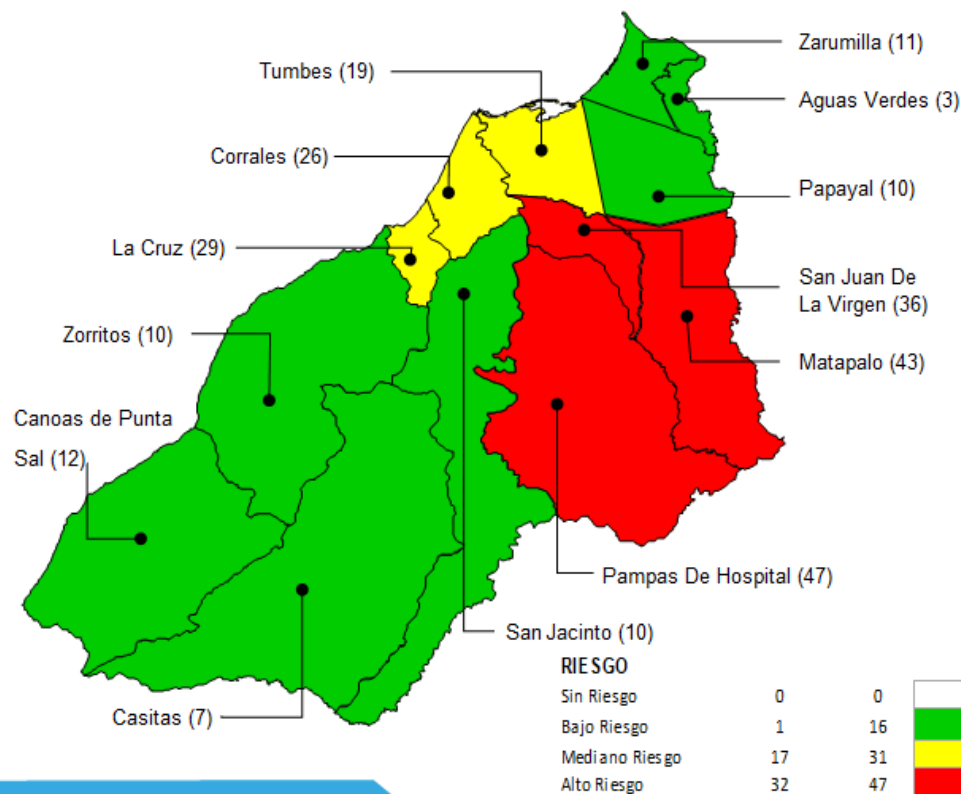 Zarumilla (11)
Tumbes (19)
Aguas Verdes (3)
Corrales (26)
Papayal (10)
La Cruz (29)
San Juan De
La Virgen (36)
Zorritos (10)
Matapalo (43)
Canoas de Punta
Sal (12)
Pampas De Hospital (47)
San Jacinto (10)
Casitas (7)
RIESGO
Sin Riesgo 0 0
Bajo Riesgo 1 16
Mediano Riesgo 17 31
Alto Riesgo 32 47